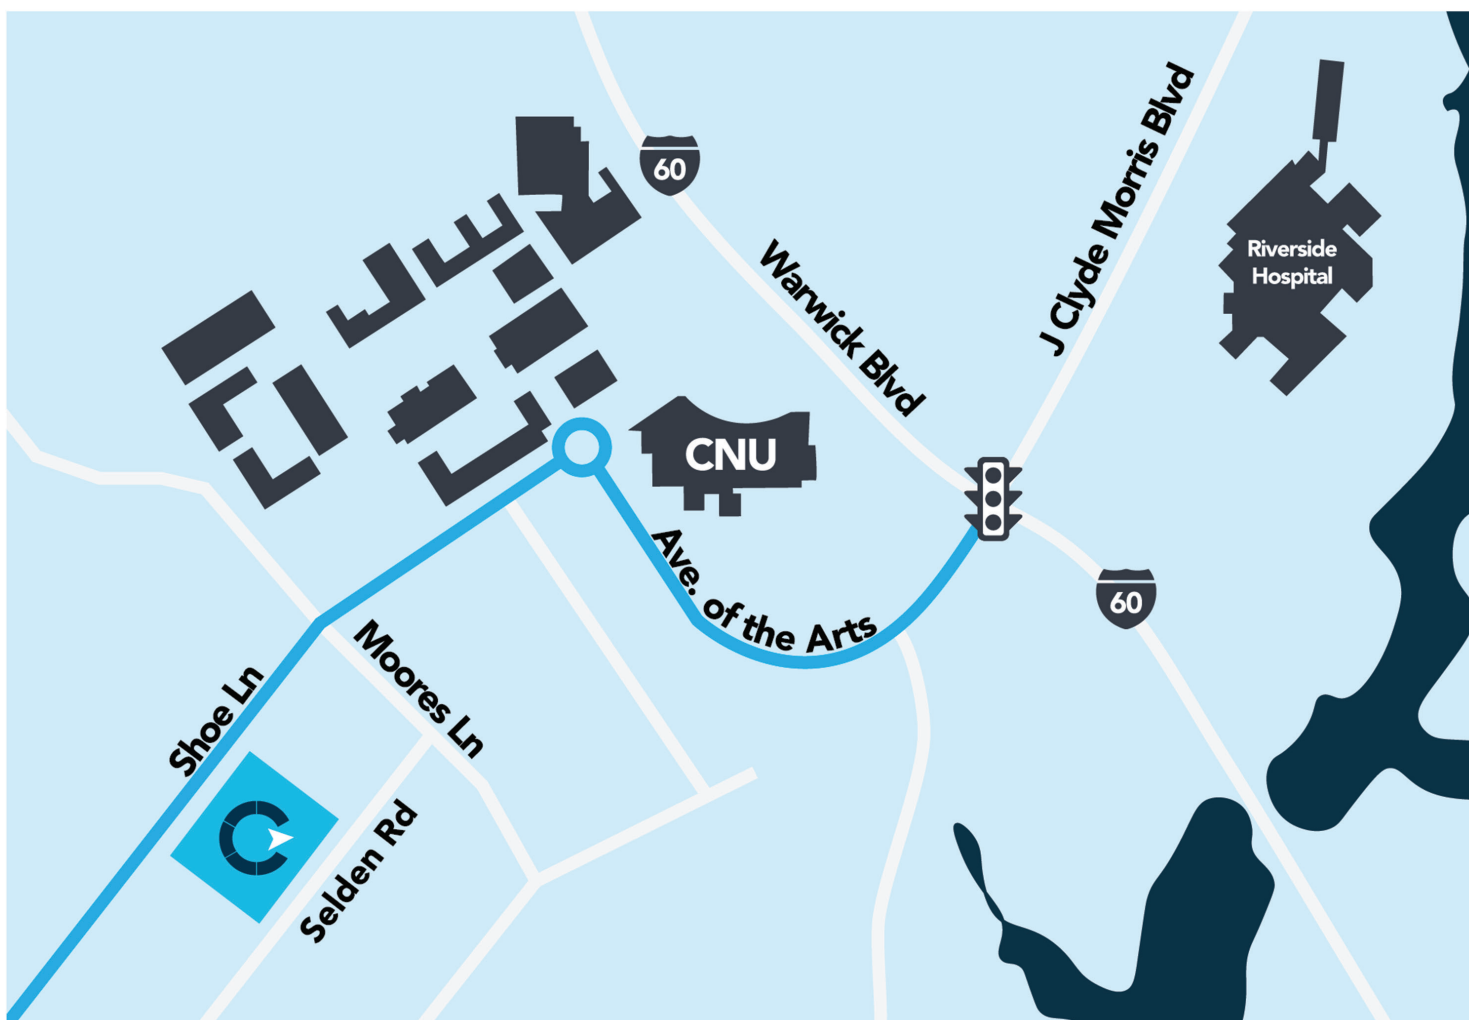 60
J Clyde Morris Blvd
Warwick Blvd
Riverside
Hospital
CNU
Ave. of the Arts
60
Moores Ln
Shoe Ln
C
Selden Rd